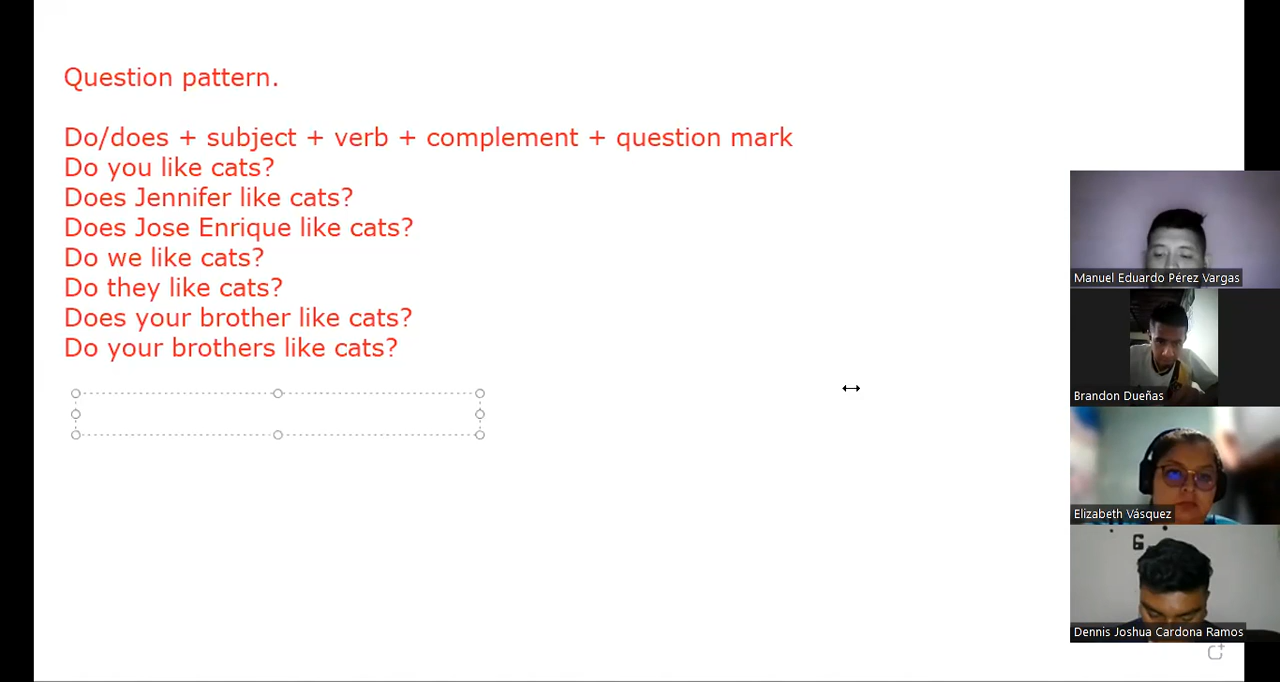 Question pattern.
Do/does + subject + verb + complement + question mark
Do you like cats?
Does Jennifer like cats?
Does Jose Enrique like cats?
Do we like cats?
Do they like cats?
Does your brother like cats?
Do your brothers like cats?
Manuel Eduardo Pérez Vargas
Brandon Dueñas
Elizabeth Vásquez
6
Dennis Joshua Cardona Ramos